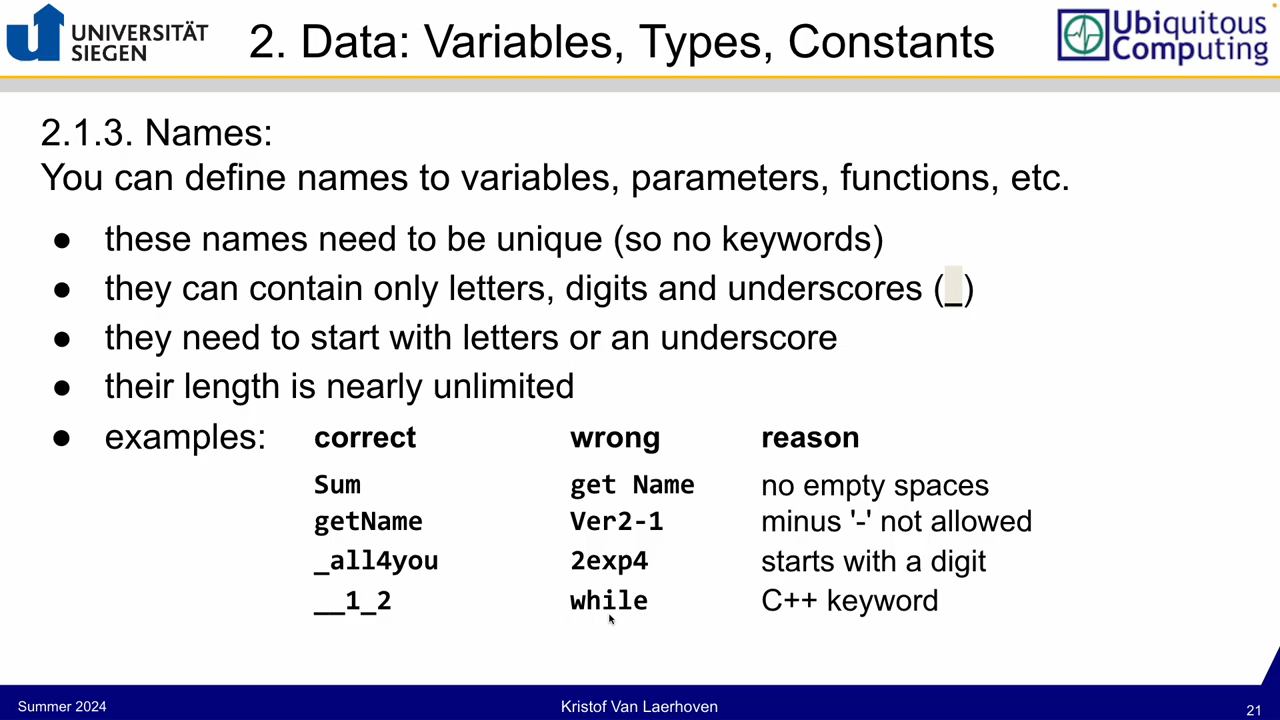 UNIVERSITÄT
SIEGEN
2. Data: Variables, Types, Constants
Ubiquitous
Computing
2.1.3. Names:
You can define names to variables, parameters, functions, etc.
● these names need to be unique (so no keywords)
● they can contain only letters, digits and underscores (_)
● they need to start with letters or an underscore
● their length is nearly unlimited
● examples: correct wrong reason
Sum get Name no empty spaces
getName Ver2-1 minus '-' not allowed
_all4you 2exp4 starts with a digit
__1_2 while C++ keyword
Summer 2024 Kristof Van Laerhoven 21